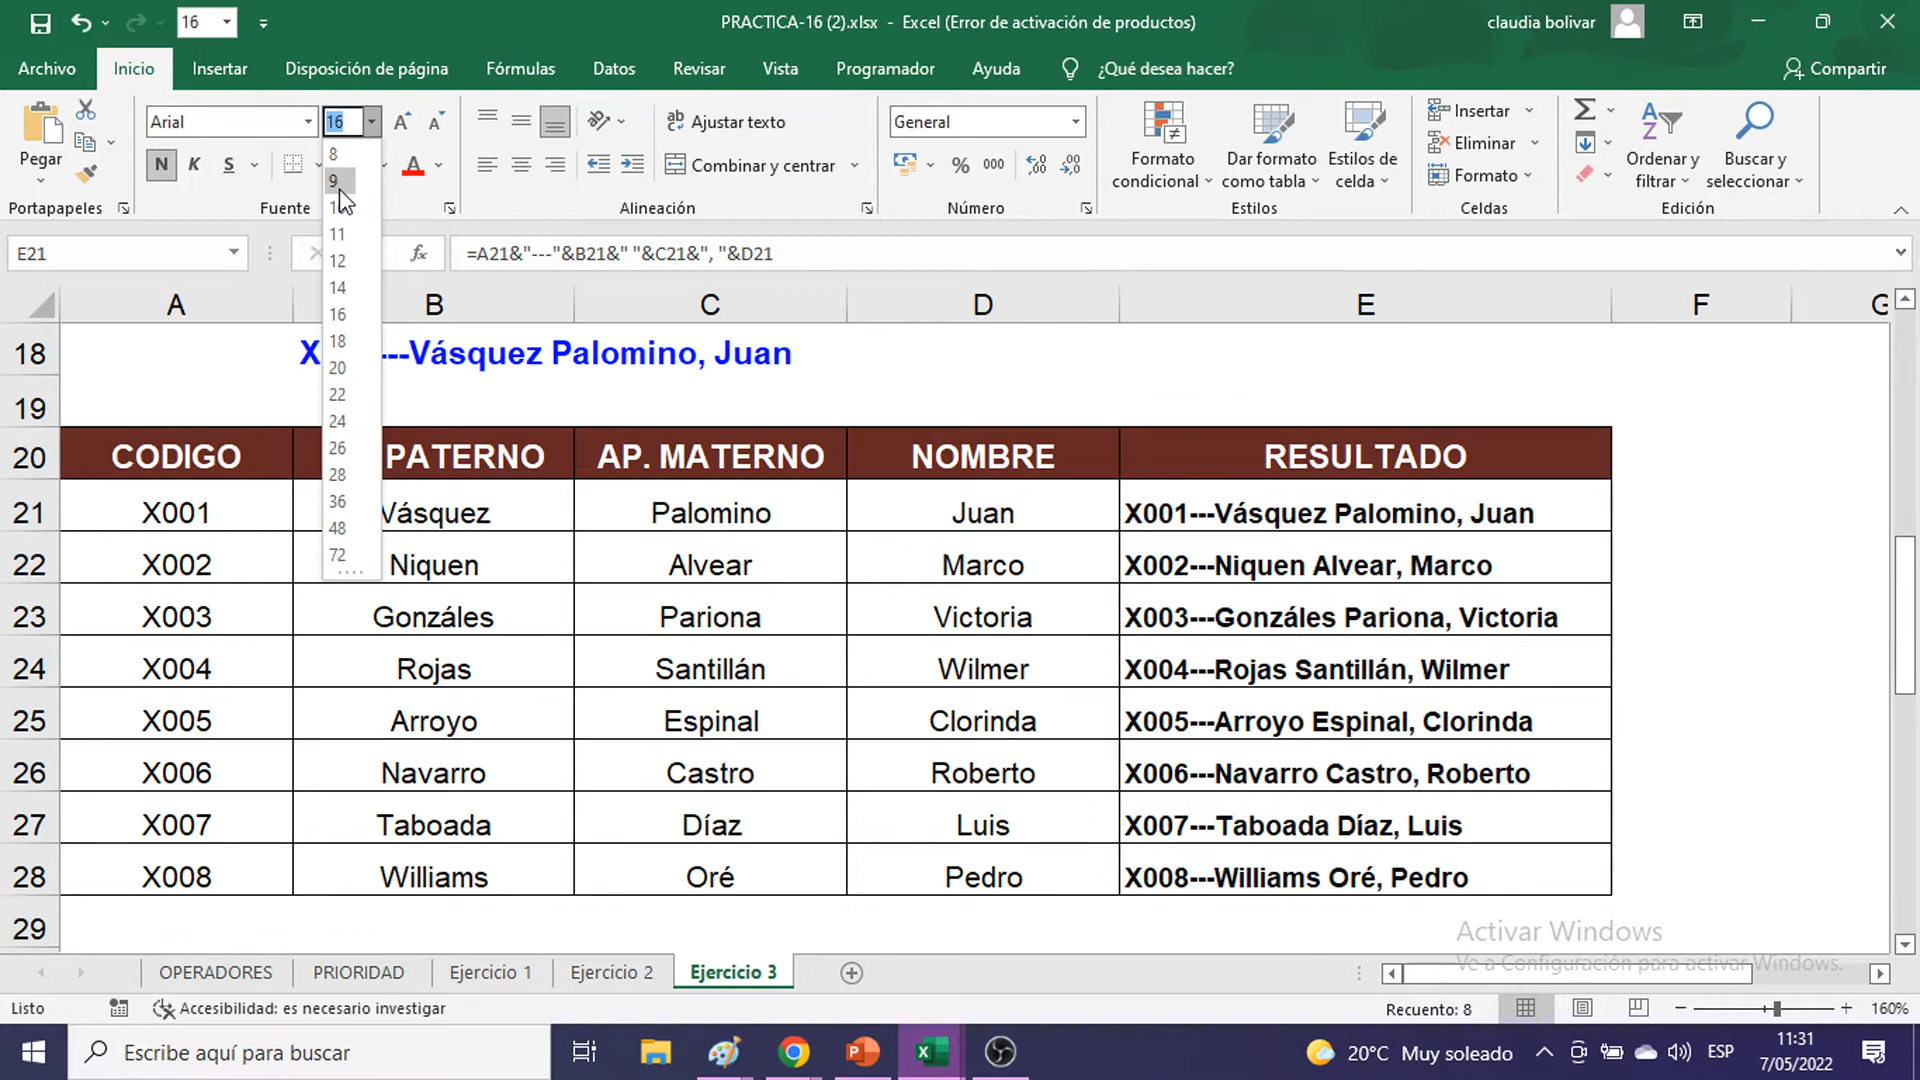 16
PRACTICA-16 (2).xlsx - Excel (Error de activación de productos)
claudia bolivar
Archivo Inicio Insertar Disposición de página Fórmulas Datos Revisar Vista Programador Ayuda ¿Qué desea hacer? Compartir
Pegar
Portapapeles
Arial 16
N K S A
Fuente
Ajustar texto
Combinar y centrar
Alineación
General
% 000
Número
Formato condicional
Dar formato como tabla
Estilos de celda
Estilos
Insertar
Eliminar
Formato
Celdas
Ordenar y filtrar
Buscar y seleccionar
Edición
8
9
11
12
14
16
18
20
22
24
26
28
36
48
72
E21 fx =A21&"---"&B21&" "&C21&", "&D21
A B C D E F G
18 X ---Vásquez Palomino, Juan
19
20 CODIGO PATERNO AP. MATERNO NOMBRE RESULTADO
21 X001 Vásquez Palomino Juan X001---Vásquez Palomino, Juan
22 X002 Niquen Alvear Marco X002---Niquen Alvear, Marco
23 X003 Gonzáles Pariona Victoria X003---Gonzáles Pariona, Victoria
24 X004 Rojas Santillán Wilmer X004---Rojas Santillán, Wilmer
25 X005 Arroyo Espinal Clorinda X005---Arroyo Espinal, Clorinda
26 X006 Navarro Castro Roberto X006---Navarro Castro, Roberto
27 X007 Taboada Díaz Luis X007---Taboada Díaz, Luis
28 X008 Williams Oré Pedro X008---Williams Oré, Pedro
29
Activar Windows
Ve a Configuración para activar Windows.
OPERADORES PRIORIDAD Ejercicio 1 Ejercicio 2 Ejercicio 3
Listo Accesibilidad: es necesario investigar Recuento: 8 160%
Escribe aquí para buscar
20°C Muy soleado ESP
11:31
7/05/2022